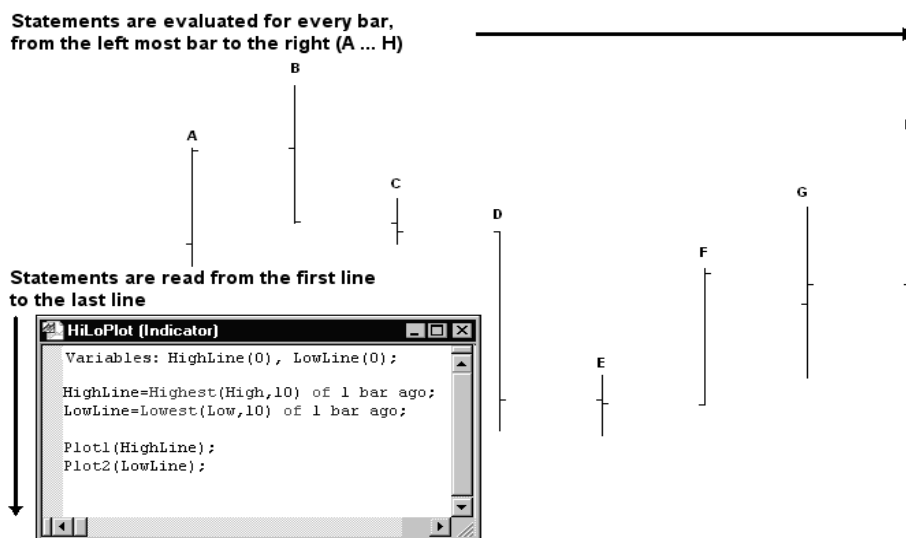 Statements are evaluated for every bar,
from the left most bar to the right (A ... H)
B
A
C
D
G
F
E
Statements are read from the first line
to the last line
HiLoPlot (Indicator)
Variables: HighLine(0), LowLine(0);
HighLine=Highest(High,10) of 1 bar ago;
LowLine=Lowest(Low,10) of 1 bar ago;
Plot1(HighLine);
Plot2(LowLine);